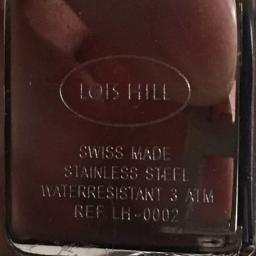 LOIS HILL
SWISS MADE
STAINLESS STEEL
WATERRESISTANT 3 ATM
REF LH-0002